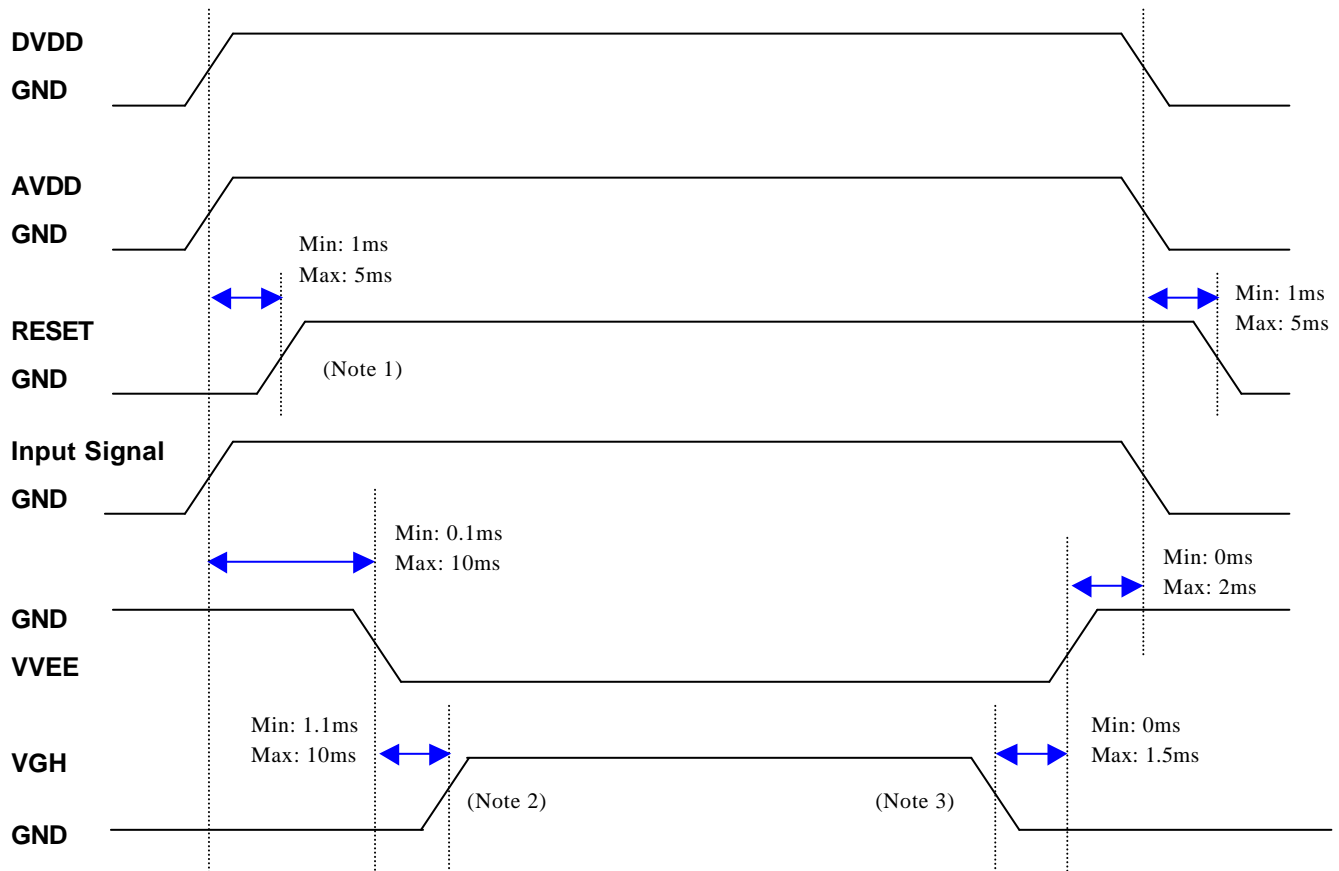 DVDD
GND
AVDD
GND
Min: 1ms
Max: 5ms
Min: 1ms
Max: 5ms
RESET
GND
(Note 1)
Input Signal
GND
Min: 0.1ms
Max: 10ms
Min: 0ms
Max: 2ms
GND
VVEE
Min: 1.1ms
Max: 10ms
Min: 0ms
Max: 1.5ms
VGH
(Note 2)
(Note 3)
GND